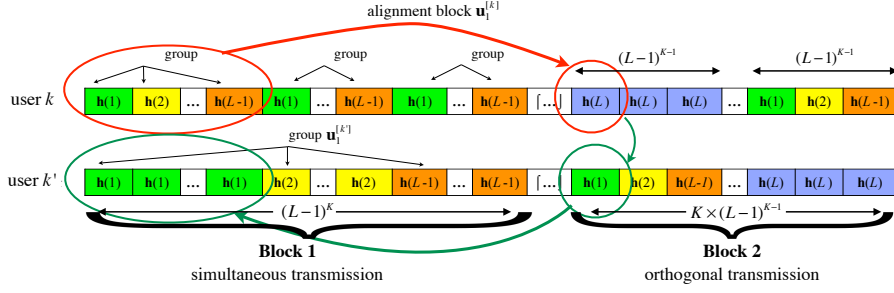 alignment block u₁^[k]
group group group (L−1)^{K−1} (L−1)^{K−1}
user k h(1) h(2) ... h(L-1) h(1) ... h(L-1) h(1) ... h(L-1) ⌈...⌋ h(L) h(L) h(L) ... h(1) h(2) h(L-1)
group u₁^[k']
user k' h(1) ... h(1) h(2) ... h(2) h(L-1) ... h(L-1) ⌈...⌋ h(1) h(2) h(L-1) ... h(L) h(L) h(L)
(L−1)^K K×(L−1)^{K−1}
Block 1 Block 2
simultaneous transmission orthogonal transmission